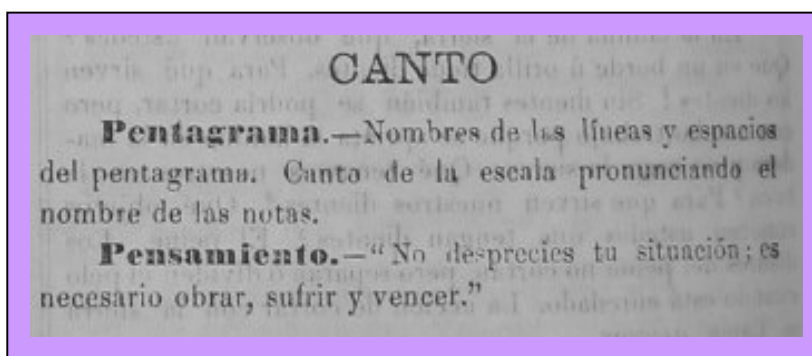 CANTO
Pentagrama.—Nombres de las líneas y espacios
del pentagrama. Canto de la escala pronunciando el
nombre de las notas.
Pensamiento.—“No desprecies tu situación; es
necesario obrar, sufrir y vencer.”